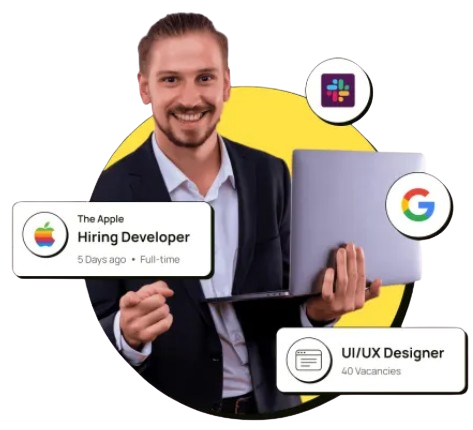 The Apple
Hiring Developer
5 Days ago • Full-time
UI/UX Designer
40 Vacancies